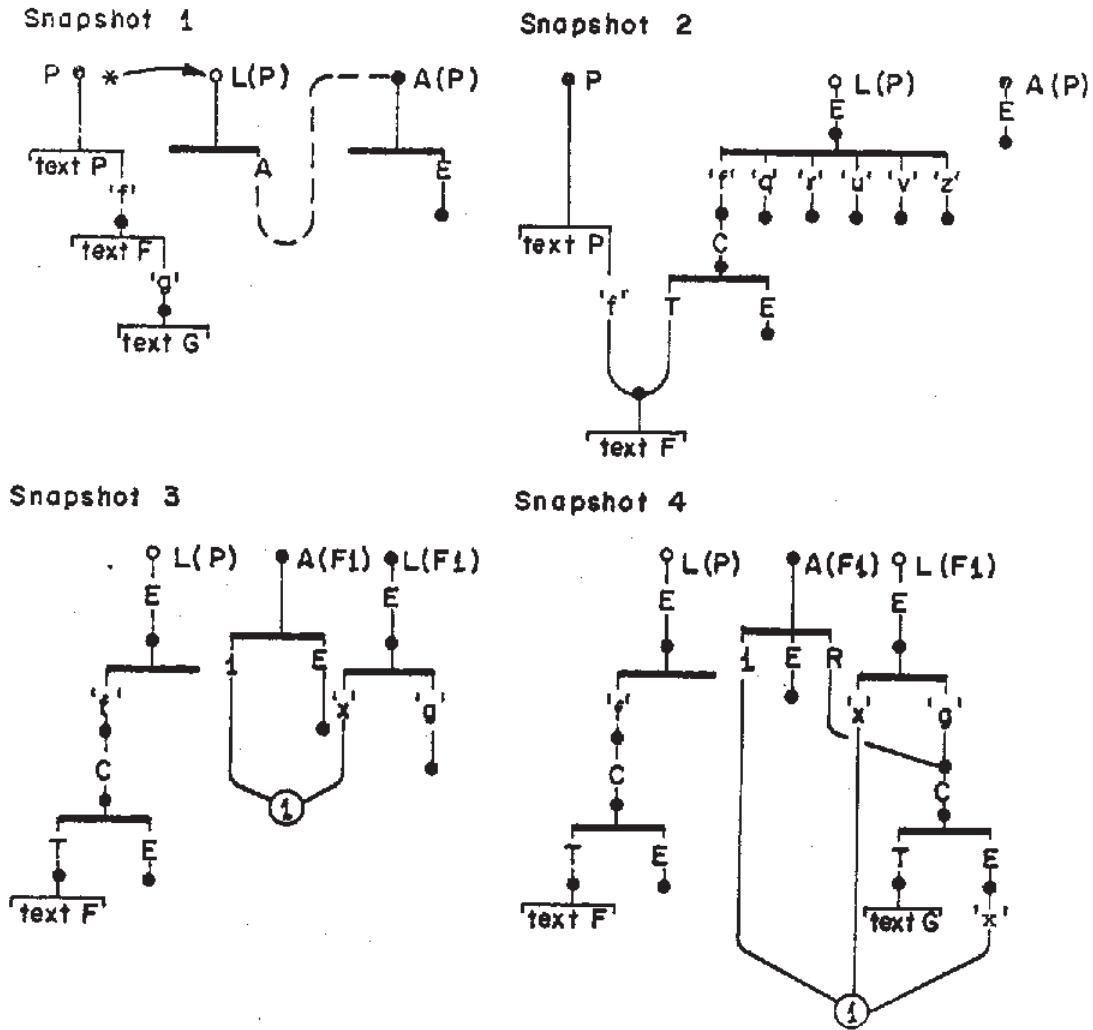 Snapshot 1
P * L(P) A(P)
text P A E
'f'
text F
'g'
text G
Snapshot 2
P L(P) A(P)
E E
'f' 'q' 'r' 'u' 'v' 'z'
C
text P
'f' T E
text F
Snapshot 3
L(P) A(F1) L(F1)
E E
1 E
'f' 'x' 'g'
C
1
T E
text F
Snapshot 4
L(P) A(F1) L(F1)
E E
1 E R
'f' 'x' 'g'
C C
T E T E
text F text G 'x'
1